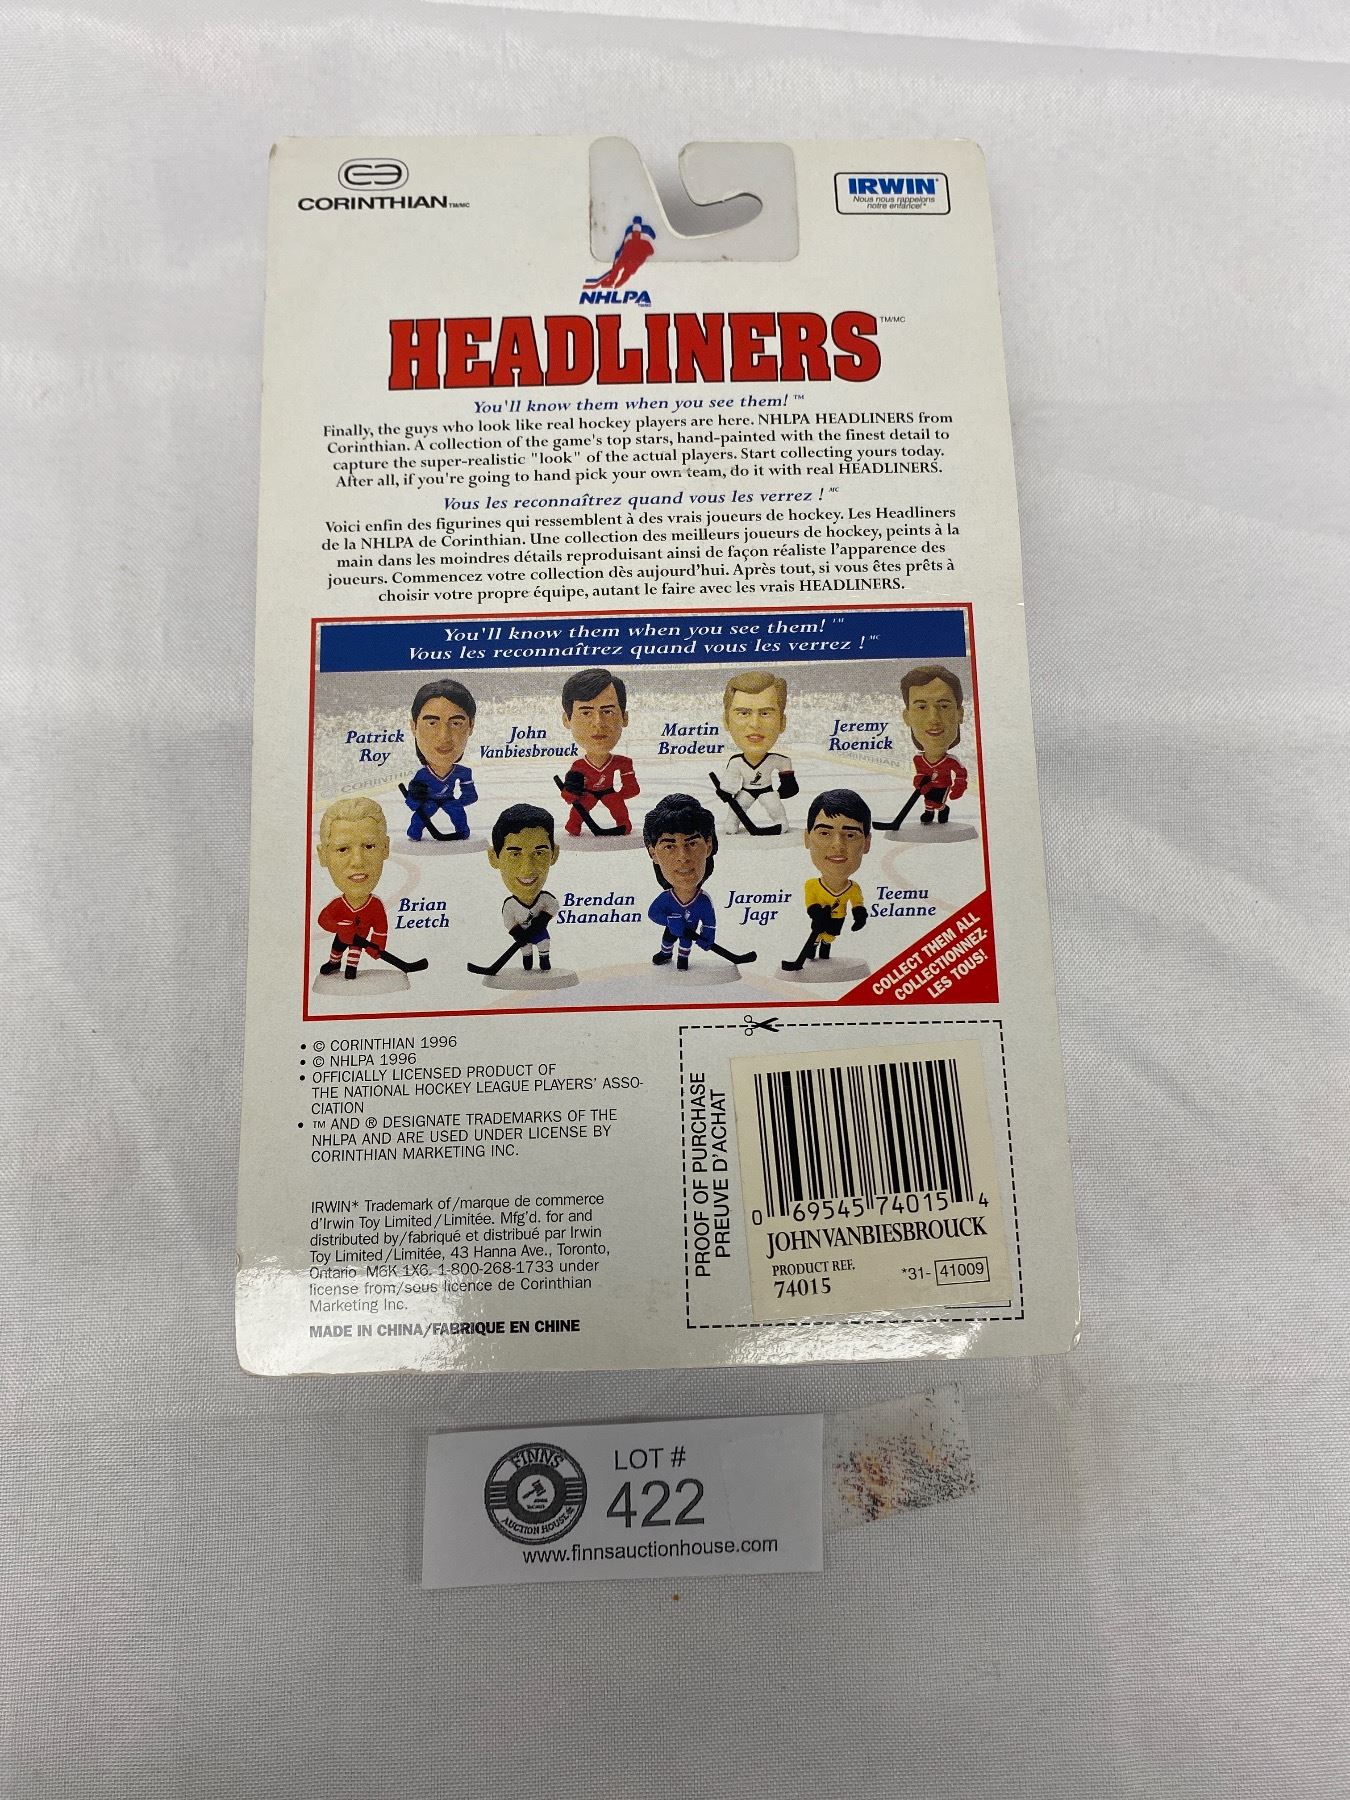 CORINTHIAN TM/MC
IRWIN*
Nous nous rappelons
notre enfance!*
NHLPA
HEADLINERS TM/MC
You'll know them when you see them! ™
Finally, the guys who look like real hockey players are here. NHLPA HEADLINERS from
Corinthian. A collection of the game's top stars, hand-painted with the finest detail to
capture the super-realistic "look" of the actual players. Start collecting yours today.
After all, if you're going to hand pick your own team, do it with real HEADLINERS.
Vous les reconnaîtrez quand vous les verrez ! MC
Voici enfin des figurines qui ressemblent à des vrais joueurs de hockey. Les Headliners
de la NHLPA de Corinthian. Une collection des meilleurs joueurs de hockey, peints à la
main dans les moindres détails reproduisant ainsi de façon réaliste l'apparence des
joueurs. Commencez votre collection dès aujourd'hui. Après tout, si vous êtes prêts à
choisir votre propre équipe, autant le faire avec les vrais HEADLINERS.
You'll know them when you see them! ™
Vous les reconnaîtrez quand vous les verrez ! MC
Patrick
Roy
John
Vanbiesbrouck
Martin
Brodeur
Jeremy
Roenick
Brian
Leetch
Brendan
Shanahan
Jaromir
Jagr
Teemu
Selanne
COLLECT THEM ALL
COLLECTIONNEZ-
LES TOUS!
• © CORINTHIAN 1996
• © NHLPA 1996
• OFFICIALLY LICENSED PRODUCT OF
THE NATIONAL HOCKEY LEAGUE PLAYERS' ASSO-
CIATION
• TM AND ® DESIGNATE TRADEMARKS OF THE
NHLPA AND ARE USED UNDER LICENSE BY
CORINTHIAN MARKETING INC.
IRWIN* Trademark of/marque de commerce
d'Irwin Toy Limited/Limitée. Mfg'd. for and
distributed by/fabriqué et distribué par Irwin
Toy Limited/Limitée, 43 Hanna Ave., Toronto,
Ontario M6K 1X6. 1-800-268-1733 under
license from/sous licence de Corinthian
Marketing Inc.
MADE IN CHINA/FABRIQUE EN CHINE
PROOF OF PURCHASE
PREUVE D'ACHAT
0 69545 74015 4
JOHN VANBIESBROUCK
PRODUCT REF.
74015
*31- 41009
FINNS
AUCTION HOUSE
LOT #
422
www.finnsauctionhouse.com